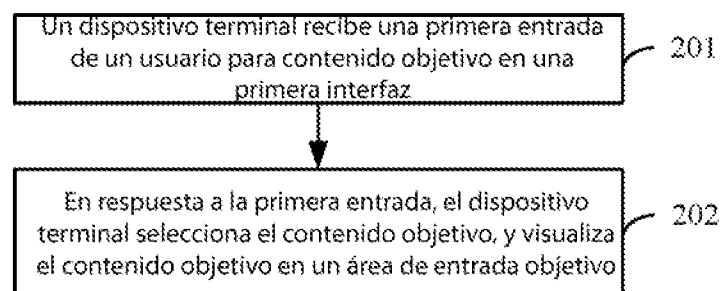 Un dispositivo terminal recibe una primera entrada
de un usuario para contenido objetivo en una
primera interfaz
201
En respuesta a la primera entrada, el dispositivo
terminal selecciona el contenido objetivo, y visualiza
el contenido objetivo en un área de entrada objetivo
202